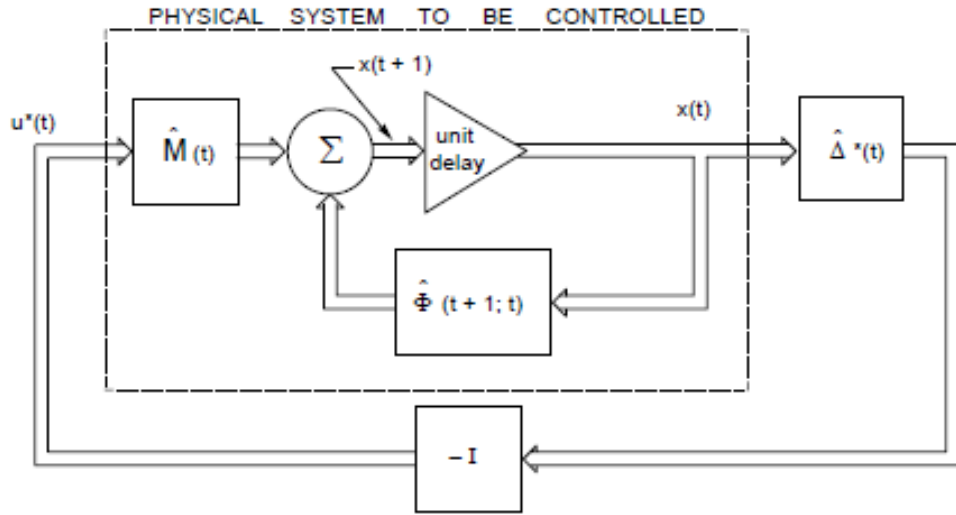 PHYSICAL SYSTEM TO BE CONTROLLED
x(t + 1)
u*(t)
M̂ (t)
Σ
unit
delay
x(t)
Δ̂ *(t)
Φ̂ (t + 1; t)
– I